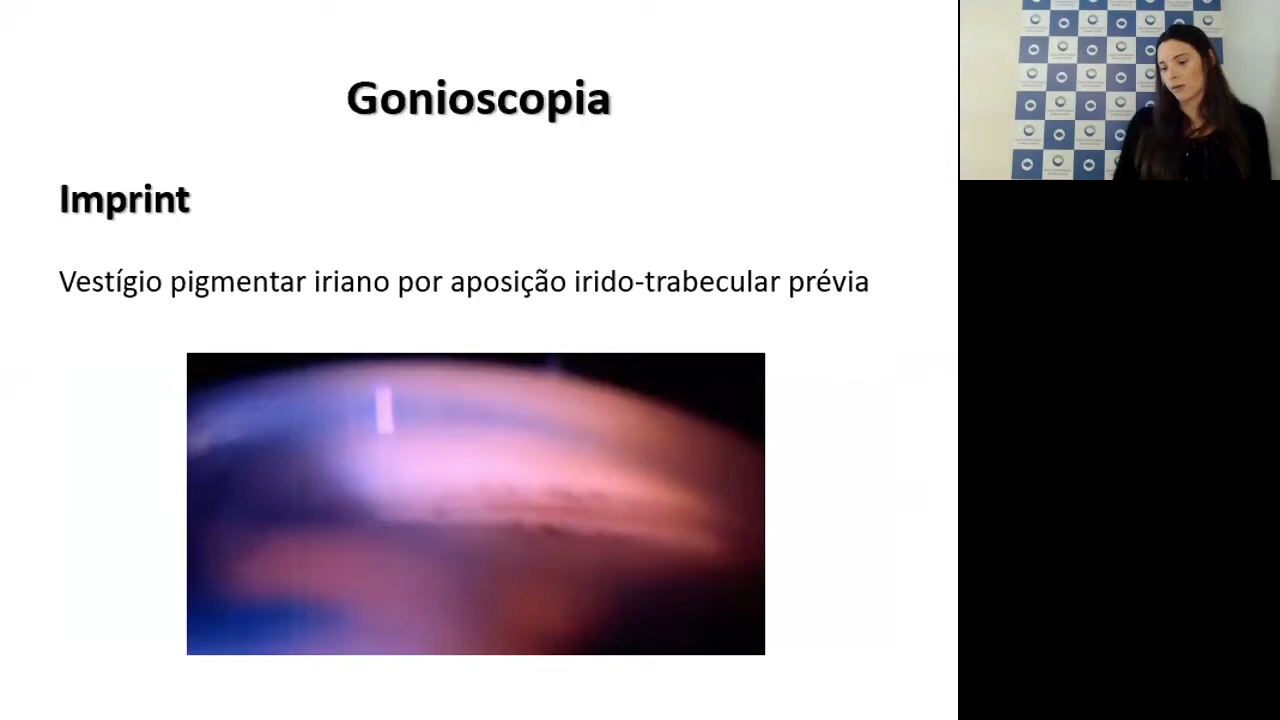 Gonioscopia
Imprint
Vestígio pigmentar iriano por aposição irido-trabecular prévia